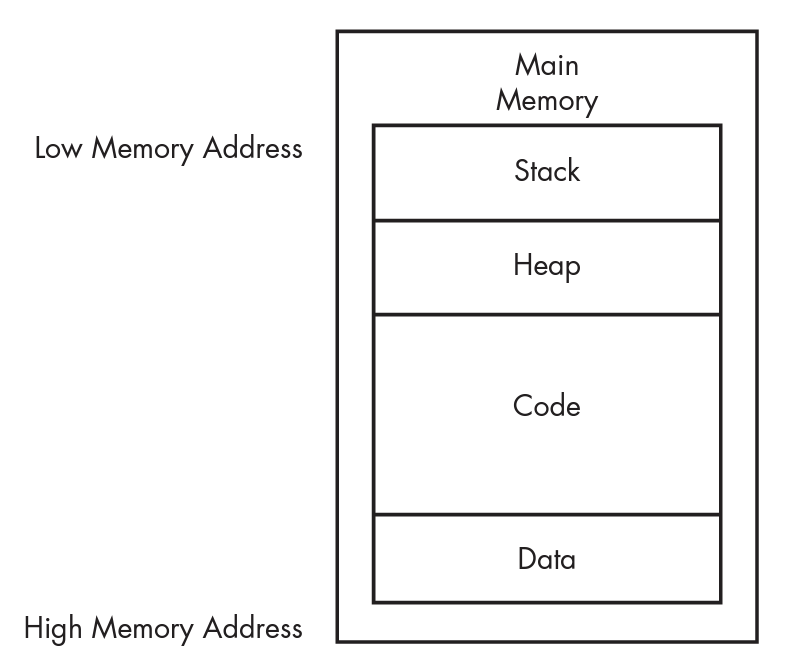 Main
Memory
Low Memory Address
Stack
Heap
Code
Data
High Memory Address